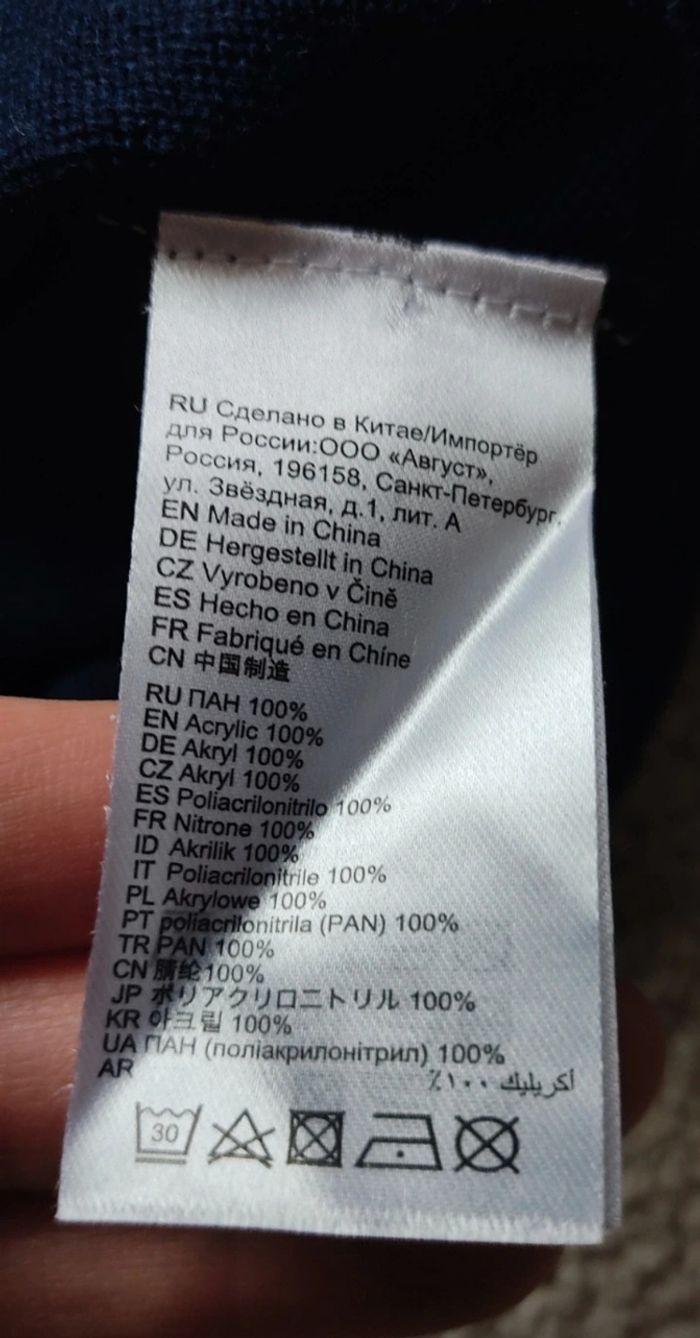 RU Сделано в Китае/Импортёр
для России:ООО «Август»,
Россия, 196158, Санкт-Петербург,
ул. Звёздная, д.1, лит. А
EN Made in China
DE Hergestellt in China
CZ Vyrobeno v Čině
ES Hecho en China
FR Fabriqué en Chine
CN 中国制造
RU ПАН 100%
EN Acrylic 100%
DE Akryl 100%
CZ Akryl 100%
ES Poliacrilonitrilo 100%
FR Nitrone 100%
ID Akrilik 100%
IT Poliacrilonitrile 100%
PL Akrylowe 100%
PT poliacrilonitrila (PAN) 100%
TR PAN 100%
CN 腈纶100%
JP ポリアクリロニトリル 100%
KR 아크릴 100%
UA ПАН (поліакрилонітрил) 100%
AR أكريليك ١٠٠٪
30